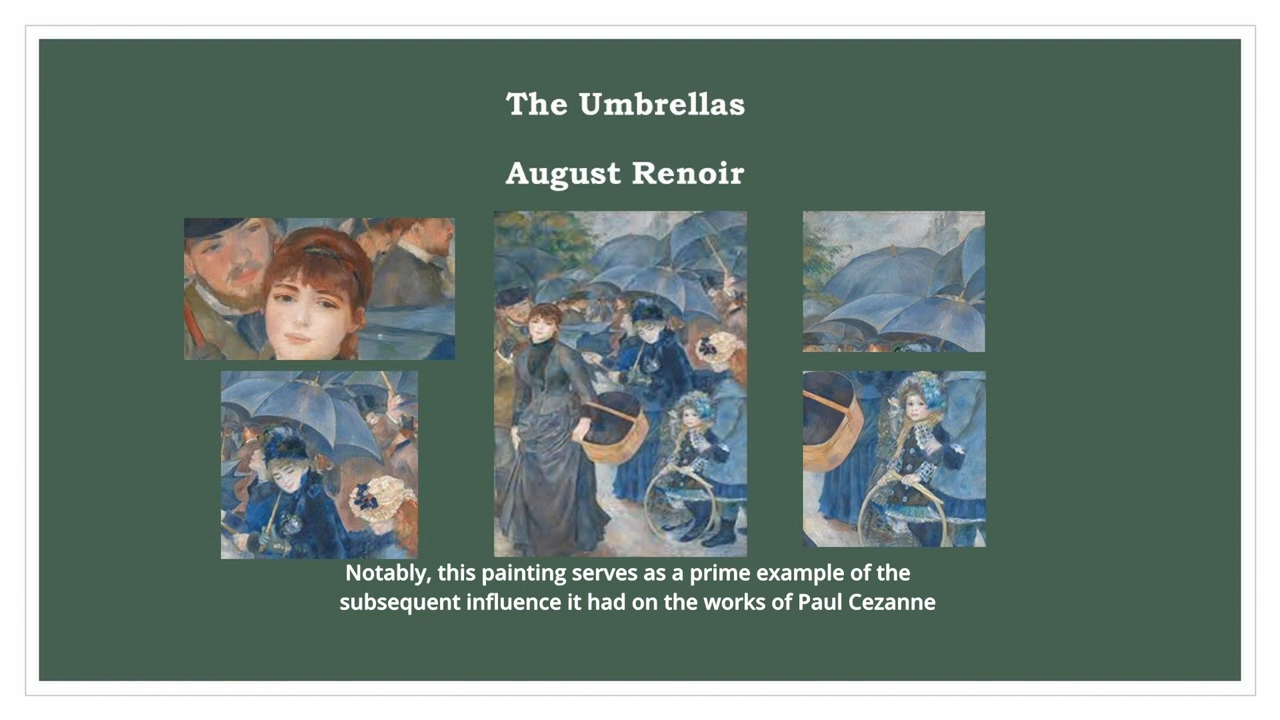 The Umbrellas
August Renoir
Notably, this painting serves as a prime example of the
subsequent influence it had on the works of Paul Cezanne